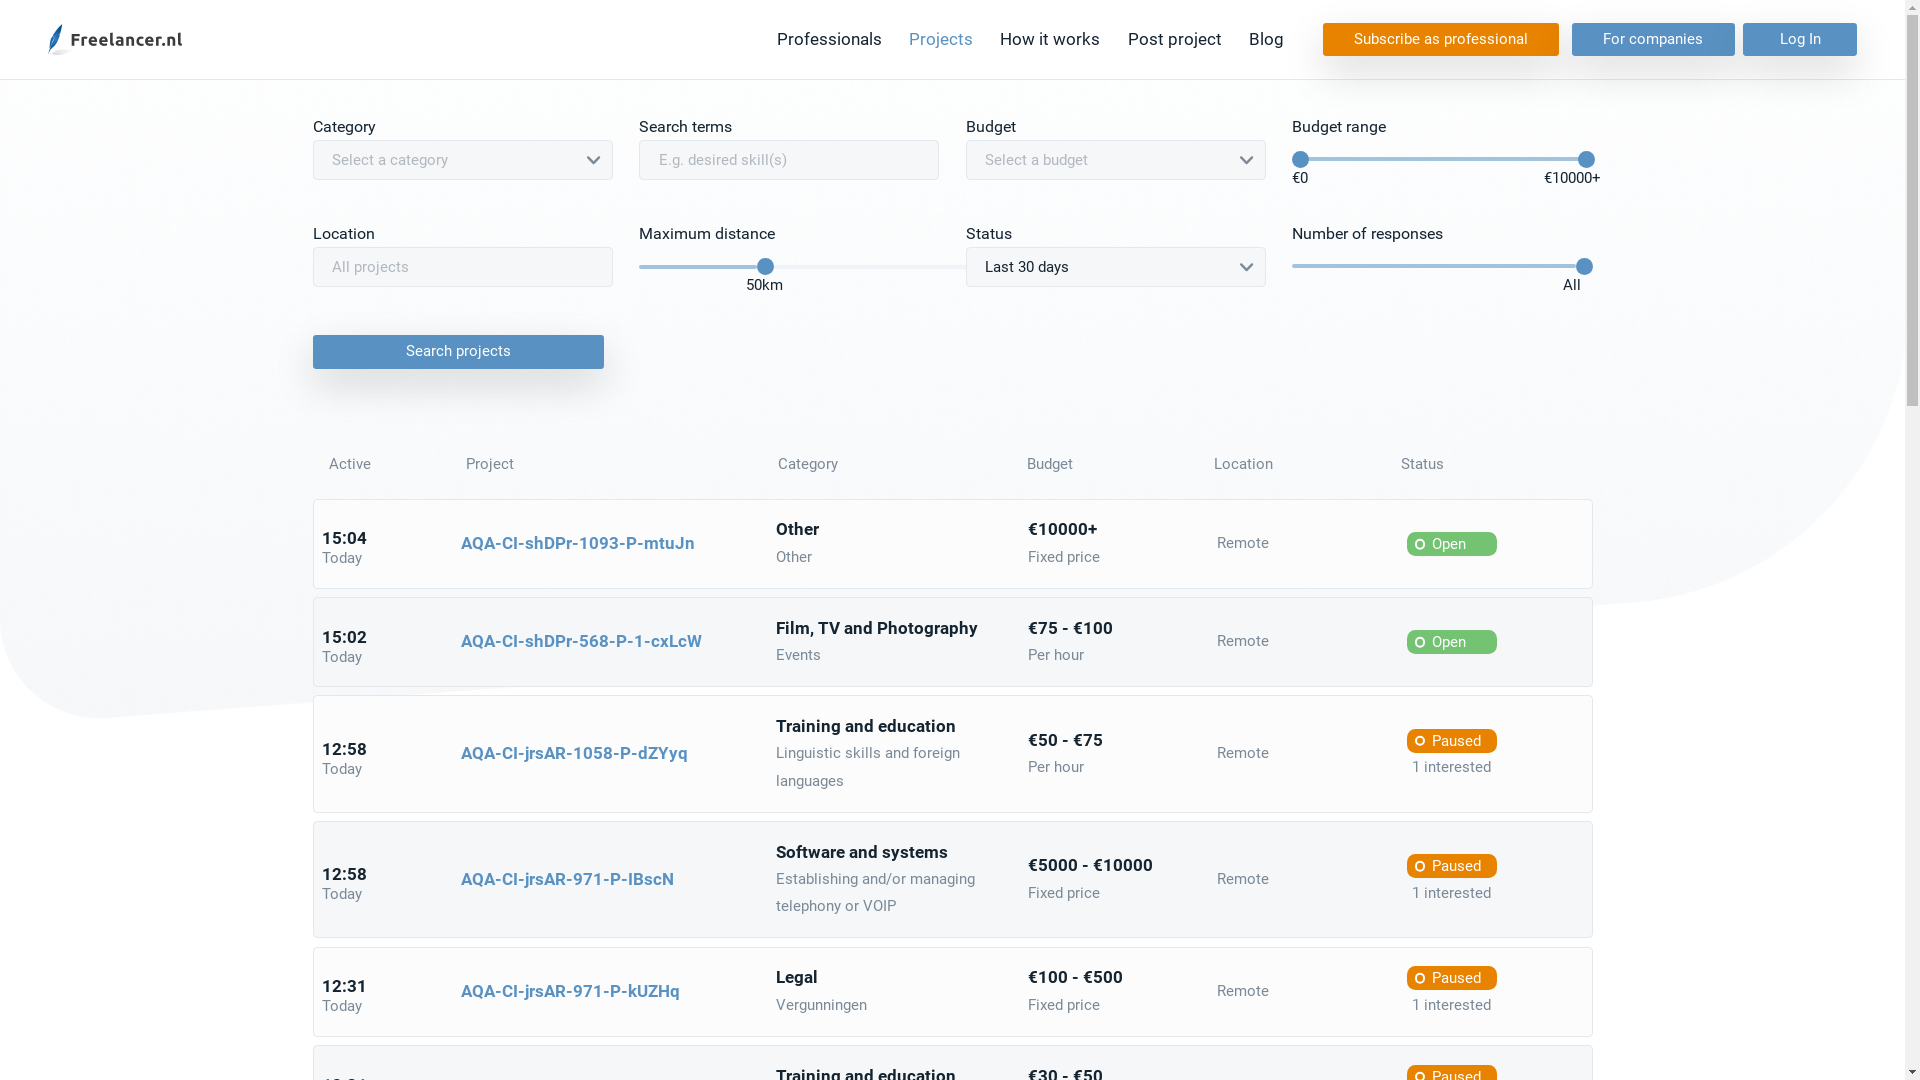 Freelancer.nl
Professionals Projects How it works Post project Blog Subscribe as professional For companies Log In
Category Search terms Budget Budget range
Select a category E.g. desired skill(s) Select a budget
€0 €10000+
Location Maximum distance Status Number of responses
All projects Last 30 days
50km All
Search projects
Active Project Category Budget Location Status
15:04
Today
AQA-CI-shDPr-1093-P-mtuJn
Other
Other
€10000+
Fixed price
Remote
Open
15:02
Today
AQA-CI-shDPr-568-P-1-cxLcW
Film, TV and Photography
Events
€75 - €100
Per hour
Remote
Open
12:58
Today
AQA-CI-jrsAR-1058-P-dZYyq
Training and education
Linguistic skills and foreign
languages
€50 - €75
Per hour
Remote
Paused
1 interested
12:58
Today
AQA-CI-jrsAR-971-P-IBscN
Software and systems
Establishing and/or managing
telephony or VOIP
€5000 - €10000
Fixed price
Remote
Paused
1 interested
12:31
Today
AQA-CI-jrsAR-971-P-kUZHq
Legal
Vergunningen
€100 - €500
Fixed price
Remote
Paused
1 interested
Training and education
€30 - €50
Paused